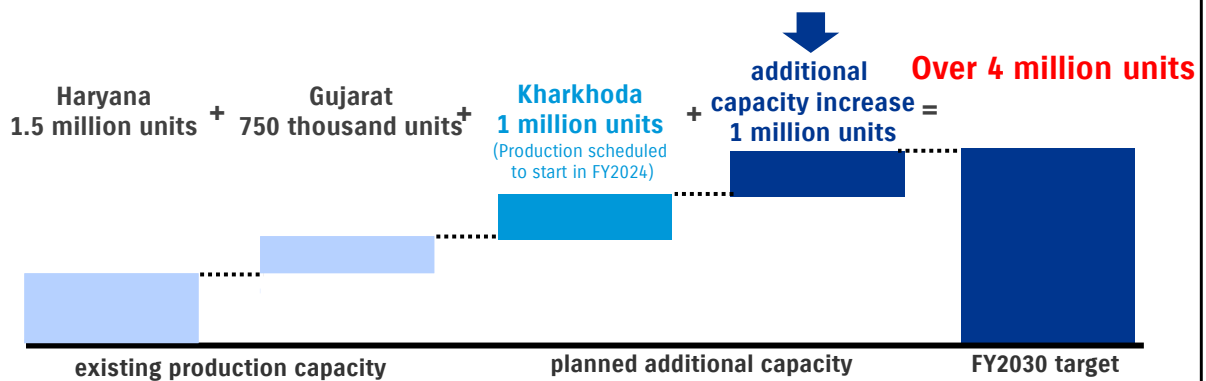 Haryana
1.5 million units
+
Gujarat
750 thousand units
+
Kharkhoda
1 million units
(Production scheduled
to start in FY2024)
+
additional
capacity increase
1 million units
=
Over 4 million units
existing production capacity
planned additional capacity
FY2030 target